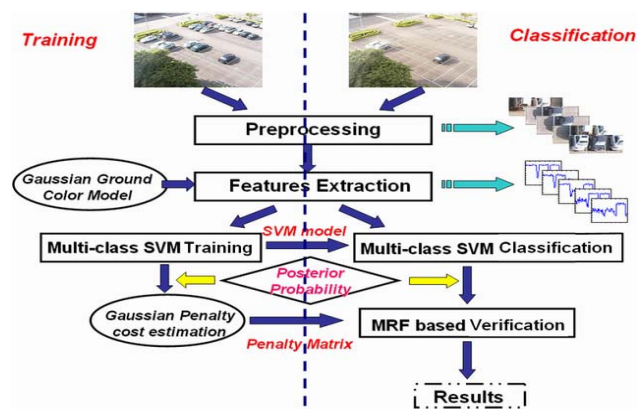 Training
Classification
Preprocessing
Gaussian Ground
Color Model
Features Extraction
SVM model
Multi-class SVM Training
Multi-class SVM Classification
Posterior
Probability
Gaussian Penalty
cost estimation
MRF based Verification
Penalty Matrix
Results